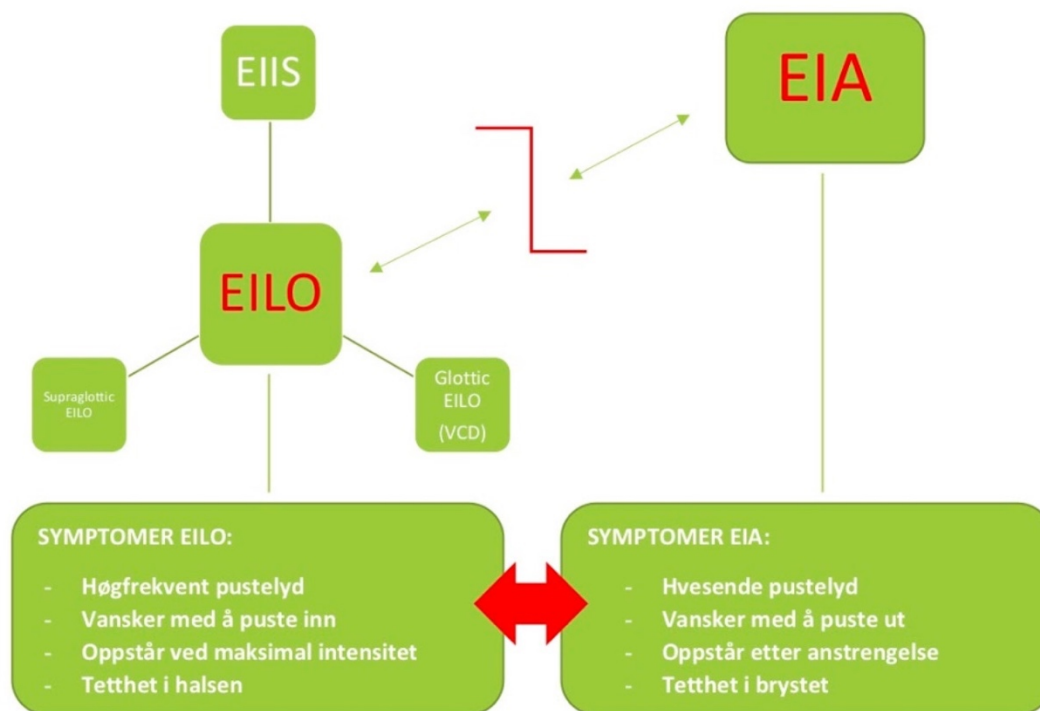 EIIS
EIA
EILO
Supraglottic
EILO
Glottic
EILO
(VCD)
SYMPTOMER EILO:
- Høgfrekvent pustelyd
- Vansker med å puste inn
- Oppstår ved maksimal intensitet
- Tetthet i halsen
SYMPTOMER EIA:
- Hvesende pustelyd
- Vansker med å puste ut
- Oppstår etter anstrengelse
- Tetthet i brystet